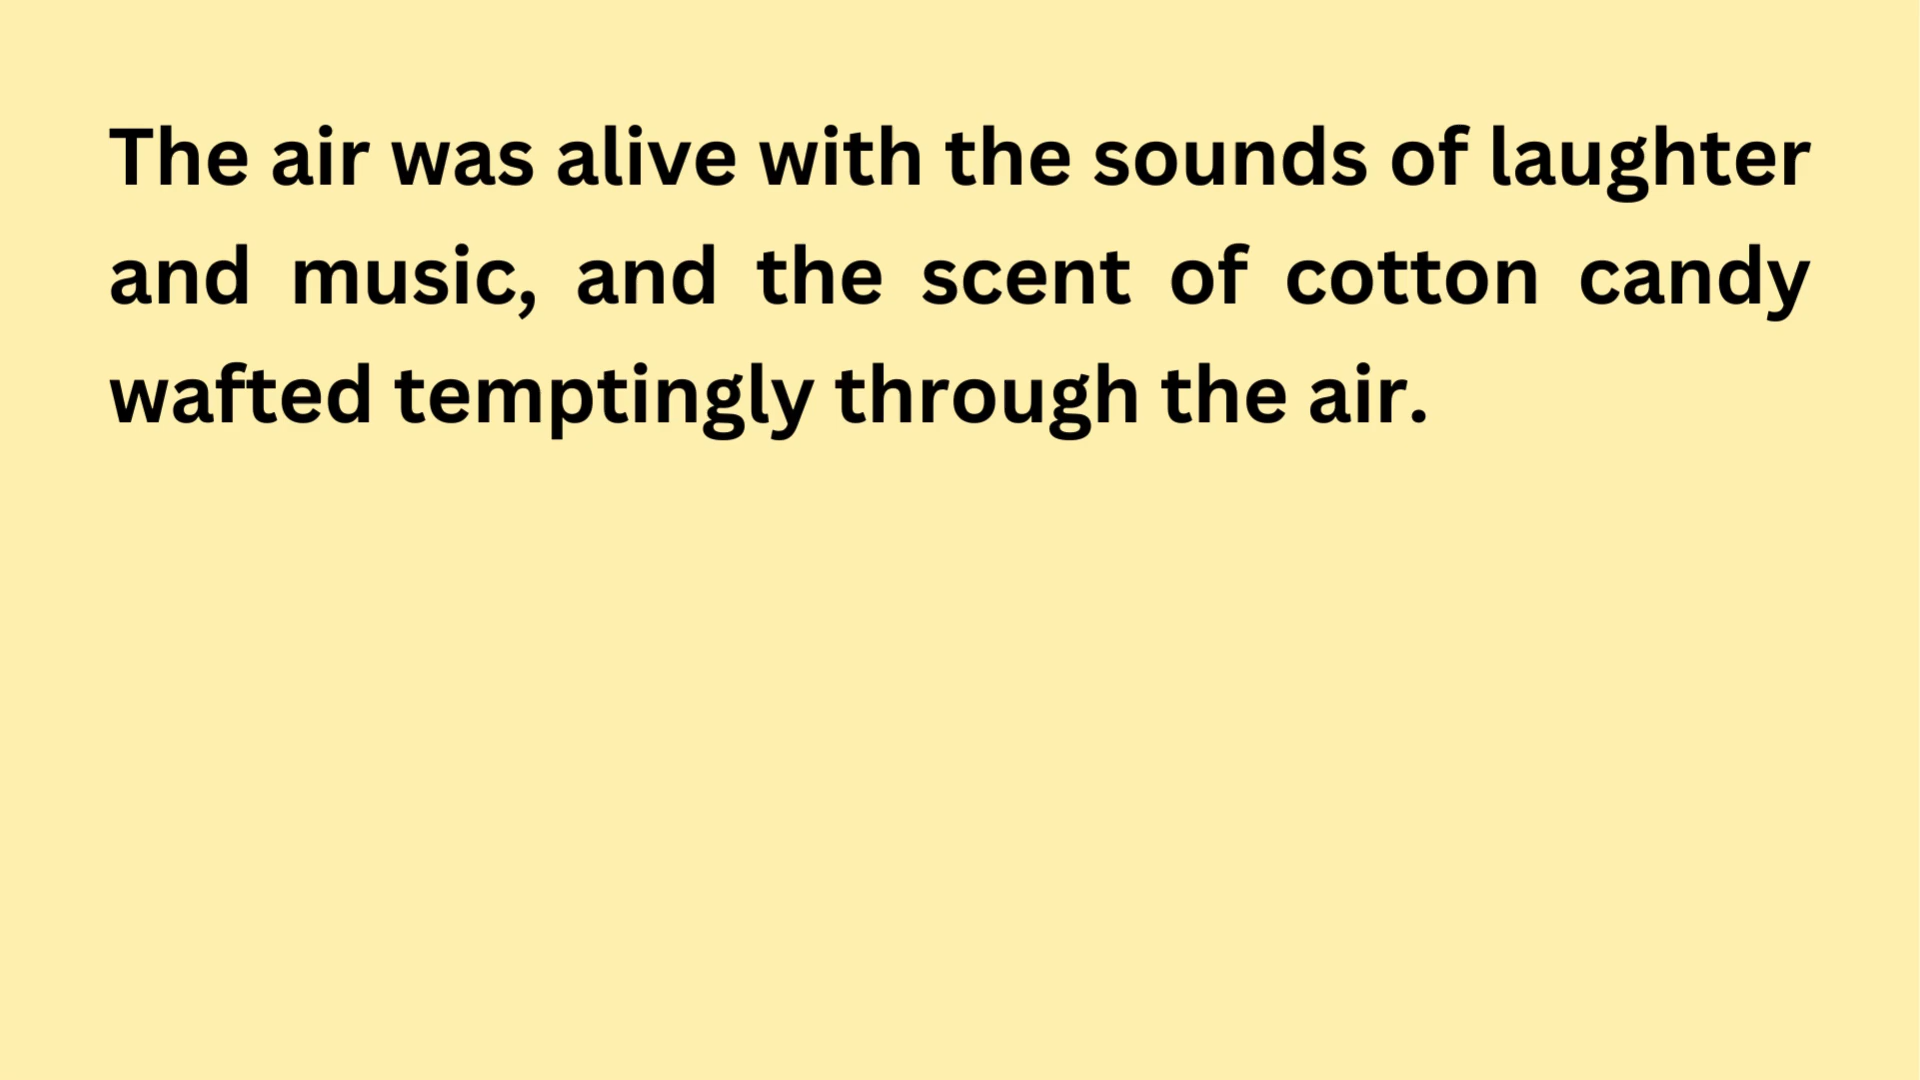 The air was alive with the sounds of laughter
and music, and the scent of cotton candy
wafted temptingly through the air.